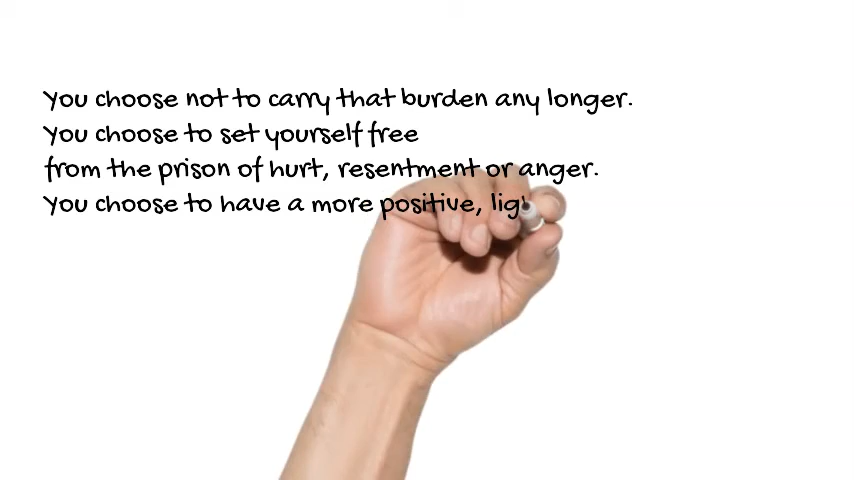 You choose not to carry that burden any longer.
You choose to set yourself free
from the prison of hurt, resentment or anger.
You choose to have a more positive, lig